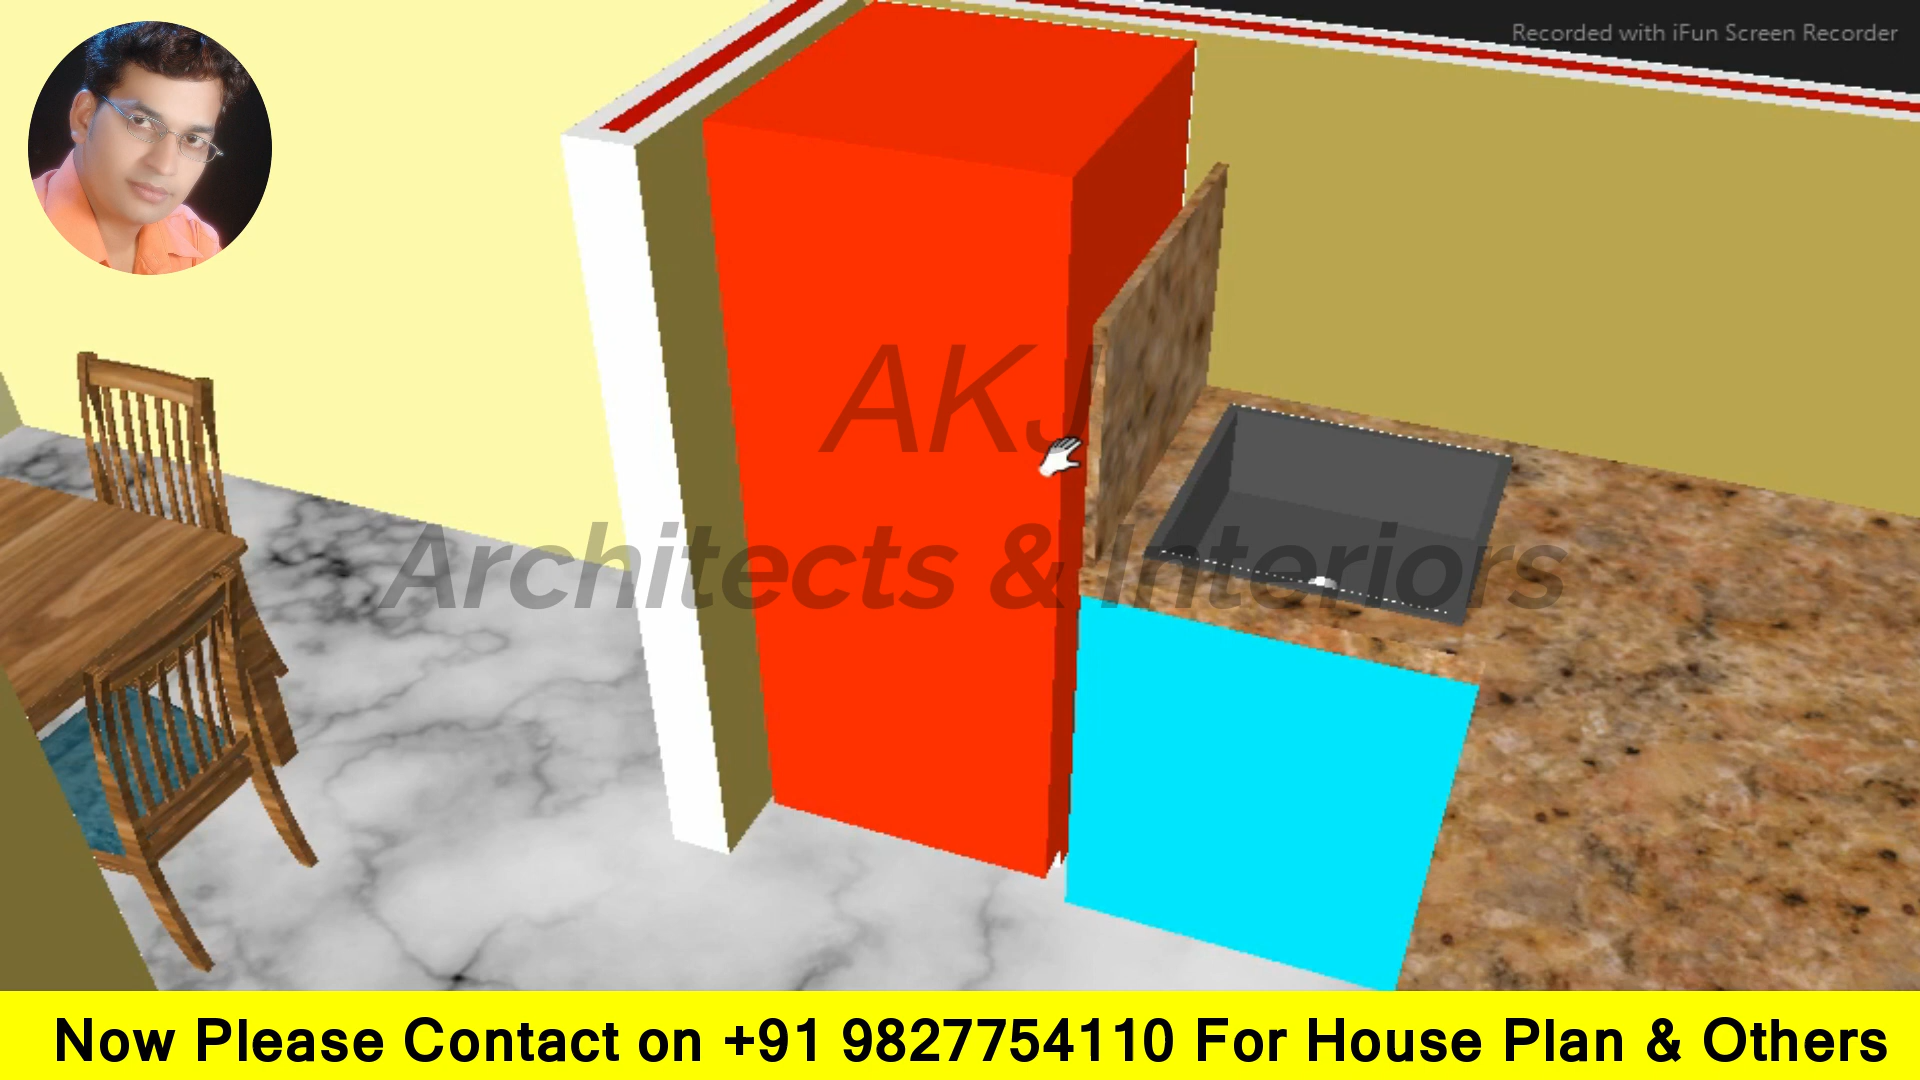 Recorded with iFun Screen Recorder
AKJ
Architects & Interiors
Now Please Contact on +91 9827754110 For House Plan & Others